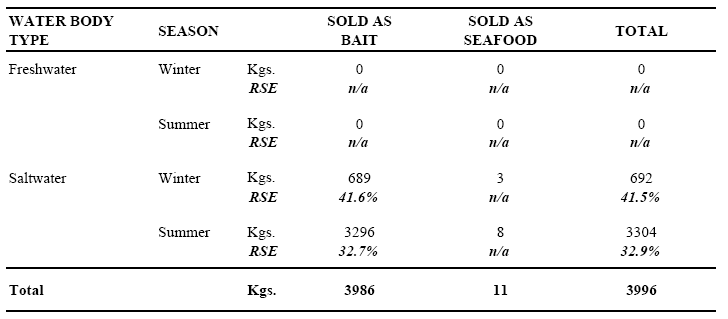 WATER BODY TYPE SEASON SOLD AS BAIT SOLD AS SEAFOOD TOTAL
Freshwater Winter Kgs. 0 0 0
RSE n/a n/a n/a
Summer Kgs. 0 0 0
RSE n/a n/a n/a
Saltwater Winter Kgs. 689 3 692
RSE 41.6% n/a 41.5%
Summer Kgs. 3296 8 3304
RSE 32.7% n/a 32.9%
Total Kgs. 3986 11 3996